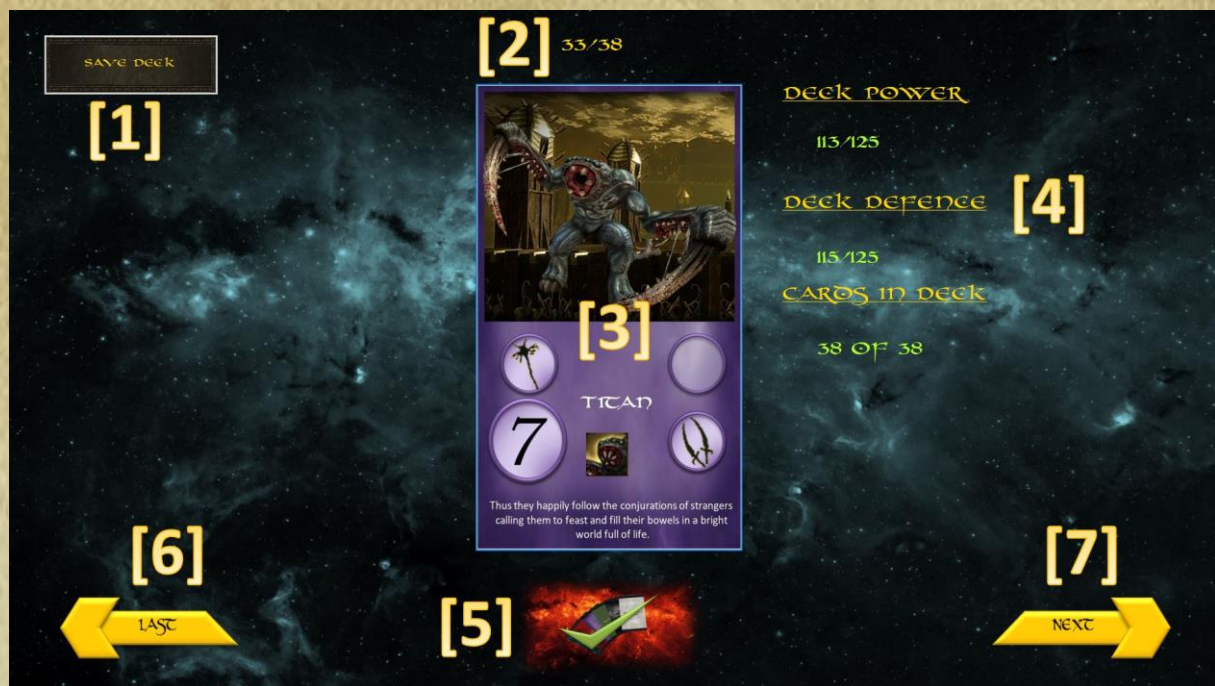 SAVE DECK
[1]
[2] 33/38
DECK POWER
113/125
DECK DEFENCE
[4]
115/125
CARDS IN DECK
38 OF 38
[3]
TITAN
7
Thus they happily follow the conjurations of strangers
calling them to feast and fill their bowels in a bright
world full of life.
[6]
LAST
[5]
[7]
NEXT